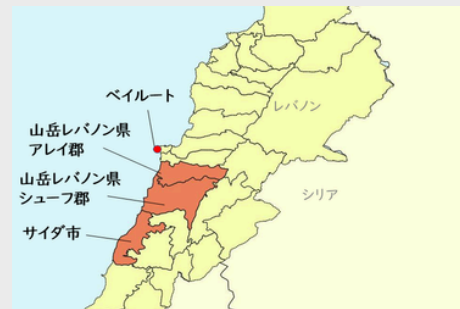 ベイルート
レバノン
山岳レバノン県
アレイ郡
山岳レバノン県
シューフ郡
シリア
サイダ市